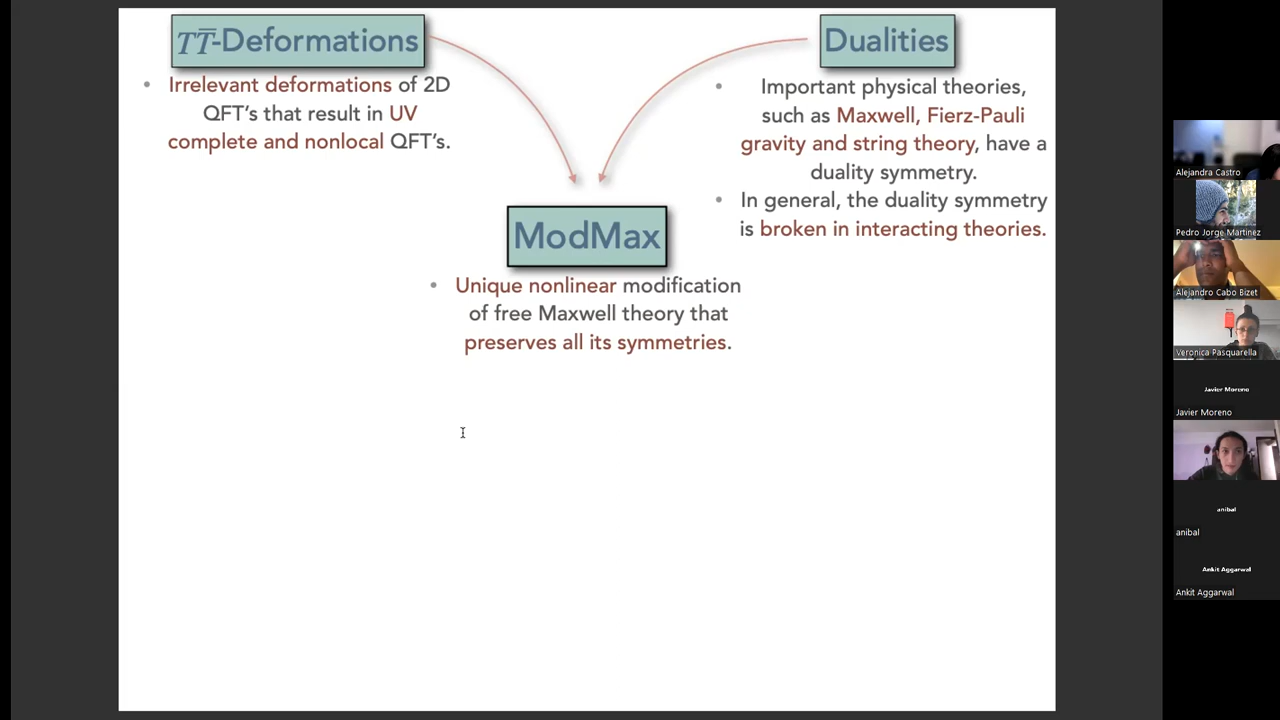 TT̅-Deformations
• Irrelevant deformations of 2D
QFT's that result in UV
complete and nonlocal QFT's.
Dualities
• Important physical theories,
such as Maxwell, Fierz-Pauli
gravity and string theory, have a
duality symmetry.
• In general, the duality symmetry
is broken in interacting theories.
ModMax
• Unique nonlinear modification
of free Maxwell theory that
preserves all its symmetries.
Alejandra Castro
Pedro Jorge Martinez
Alejandro Cabo Bizet
Veronica Pasquarella
Javier Moreno
Javier Moreno
anibal
anibal
Ankit Aggarwal
Ankit Aggarwal